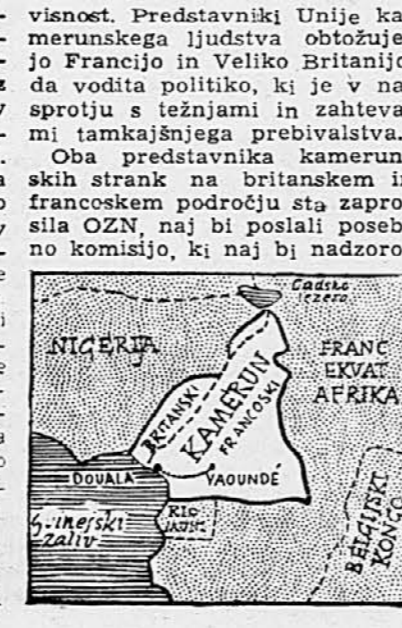 visnost. Predstavniki Unije ka
merunskega ljudstva obtožuje
jo Francijo in Veliko Britanijo
da vodita politiko, ki je v na
sprotju s težnjami in zahteva
mi tamkajšnjega prebivalstva.
Oba predstavnika kamerun
skih strank na britanskem in
francoskem področju sta zapro
sila OZN, naj bi poslali poseb
no komisijo, ki naj bi nadzoro
Čadsko
jezero
NIGERIJA
FRANC
EKVAT
AFRIKA
BRITANSKI
KAMERUN
FRANCOSKI
DOUALA
YAOUNDÉ
Gvinejski
zaliv
RIO
BELGIJSKI
KONGO